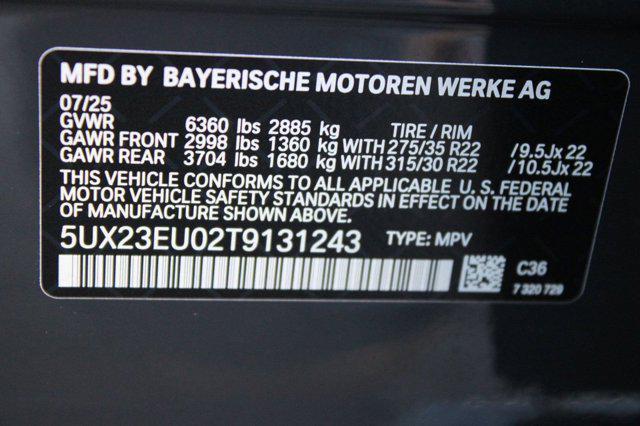 MFD BY BAYERISCHE MOTOREN WERKE AG
07/25
GVWR 6360 lbs 2885 kg TIRE / RIM
GAWR FRONT 2998 lbs 1360 kg WITH 275/35 R22 /9.5Jx 22
GAWR REAR 3704 lbs 1680 kg WITH 315/30 R22 /10.5Jx 22
THIS VEHICLE CONFORMS TO ALL APPLICABLE U. S. FEDERAL
MOTOR VEHICLE SAFETY STANDARDS IN EFFECT ON THE DATE
OF MANUFACTURE SHOWN ABOVE.
5UX23EU02T9131243 TYPE: MPV
C36
7 320 729